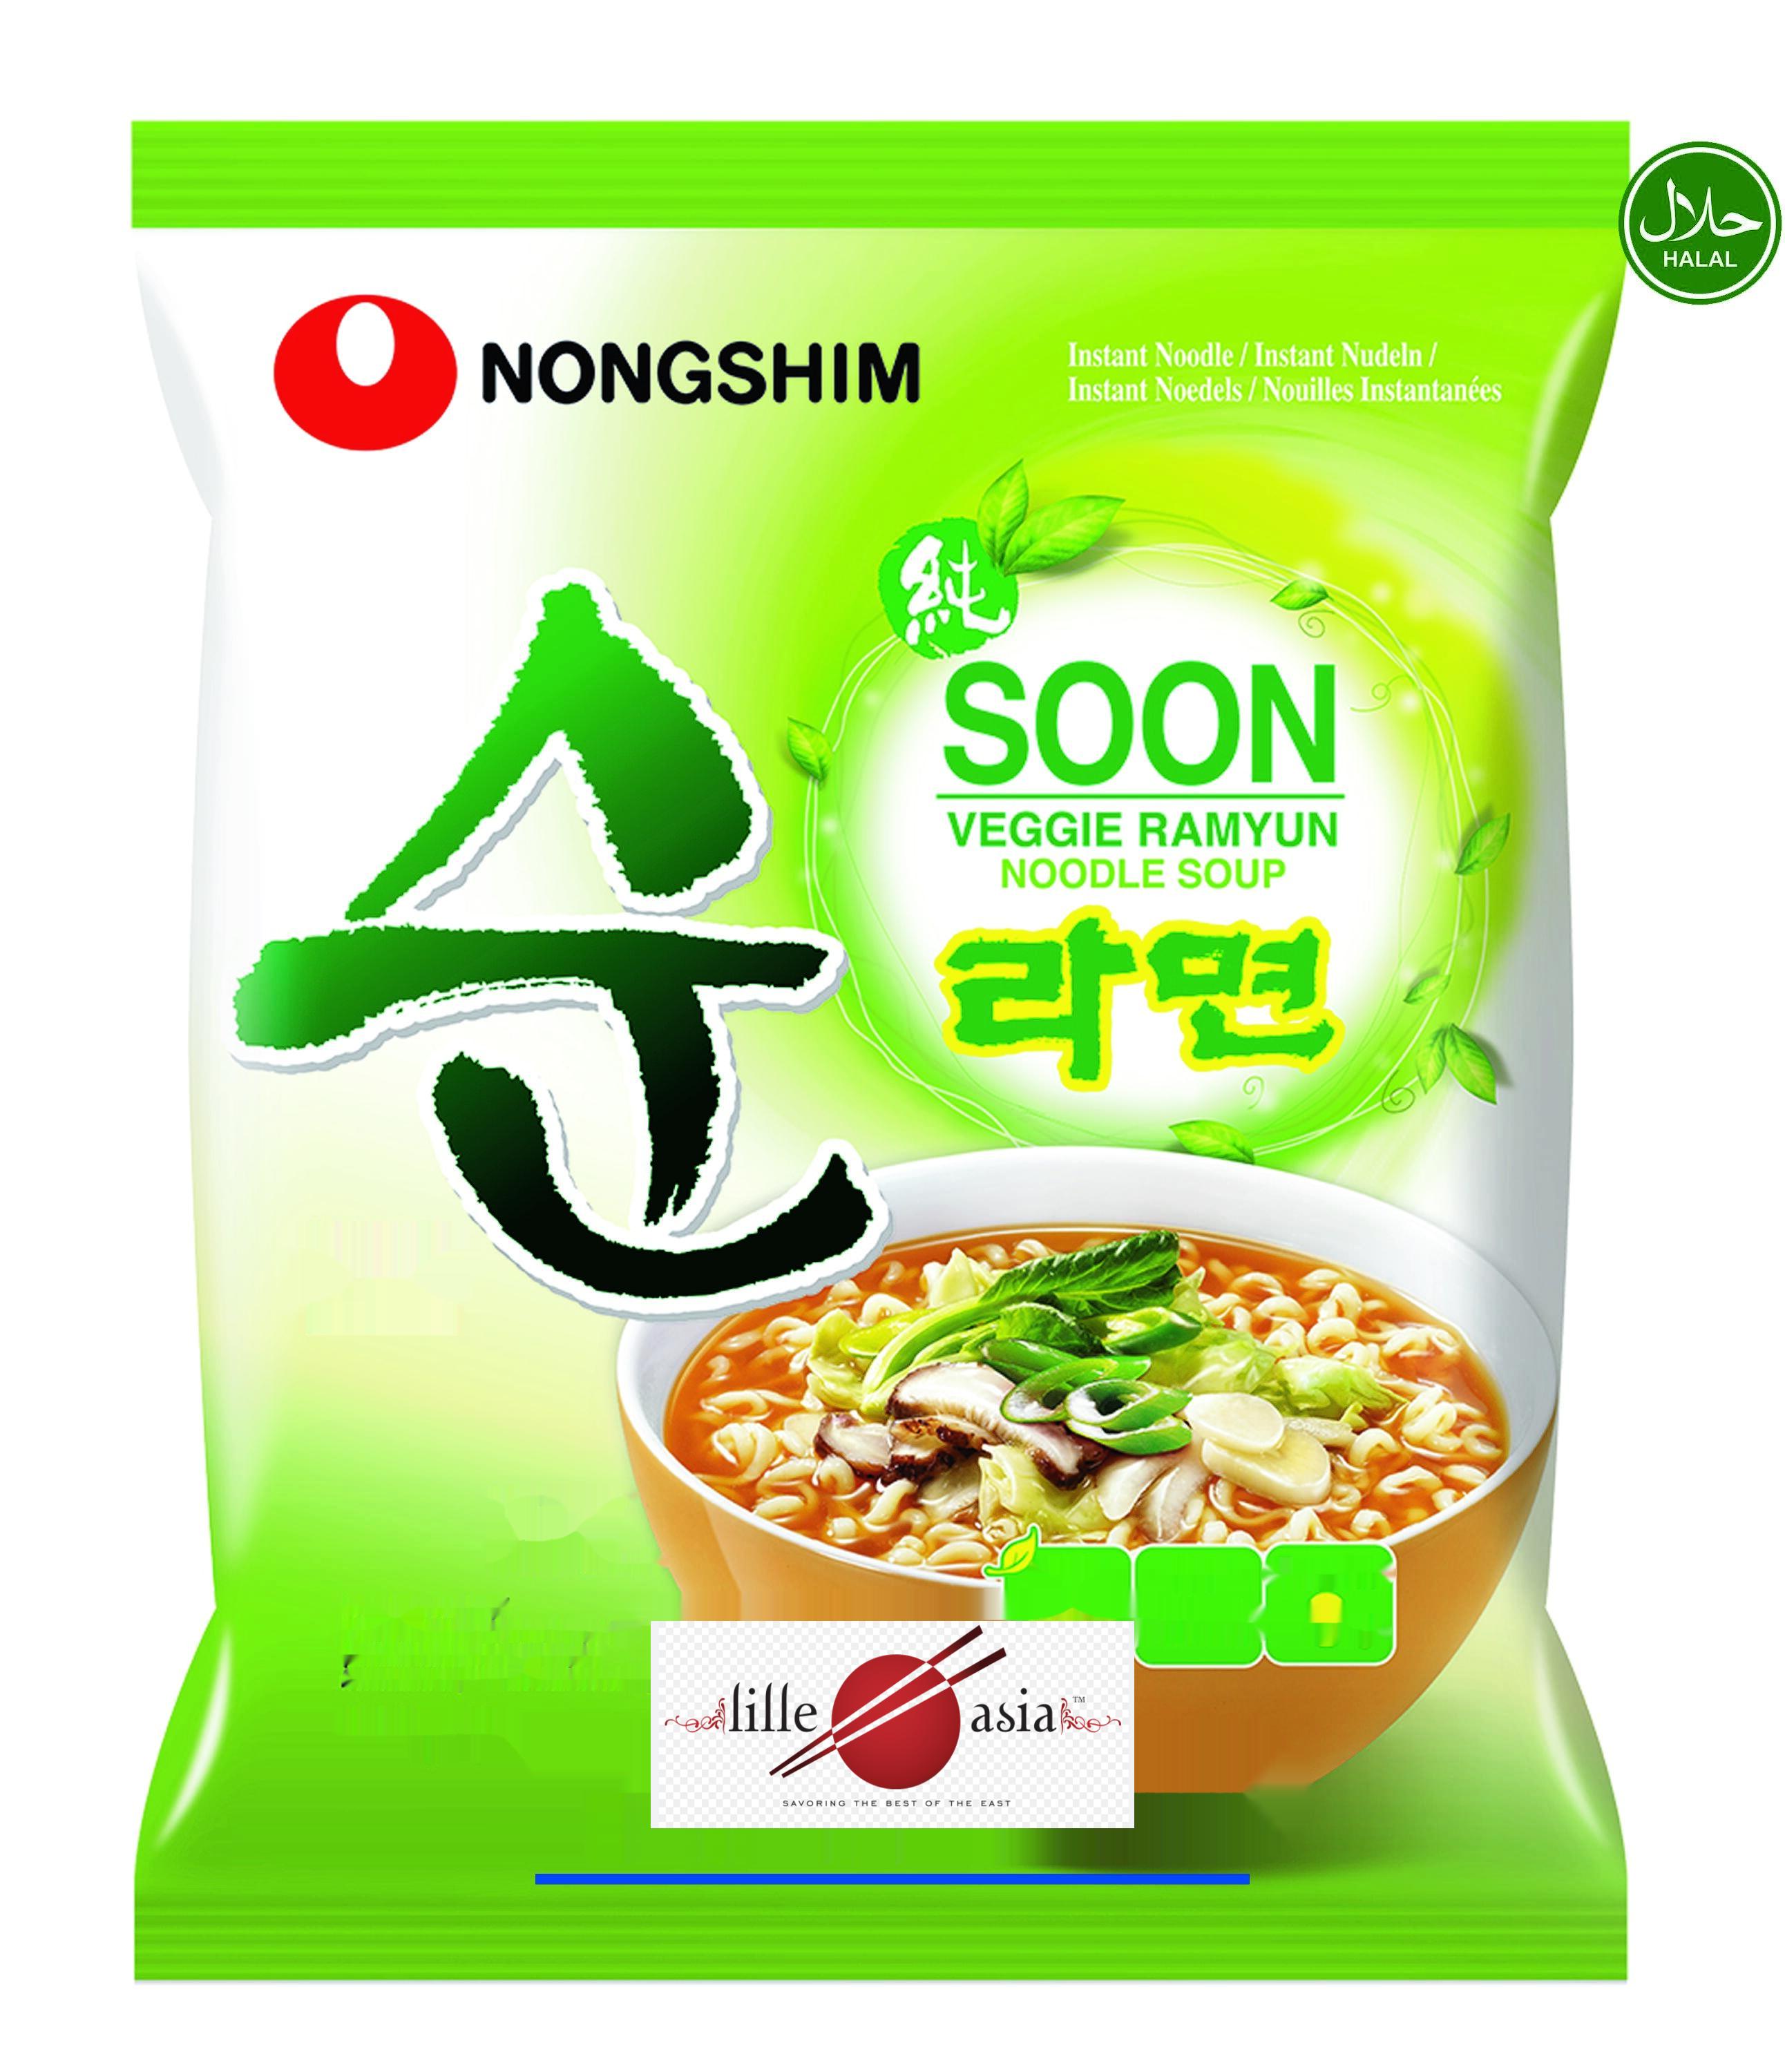 حلال
HALAL
NONGSHIM
Instant Noodle / Instant Nudeln /
Instant Noedels / Nouilles Instantanées
純
순
SOON
VEGGIE RAMYUN
NOODLE SOUP
라면
lille asia™
SAVORING THE BEST OF THE EAST